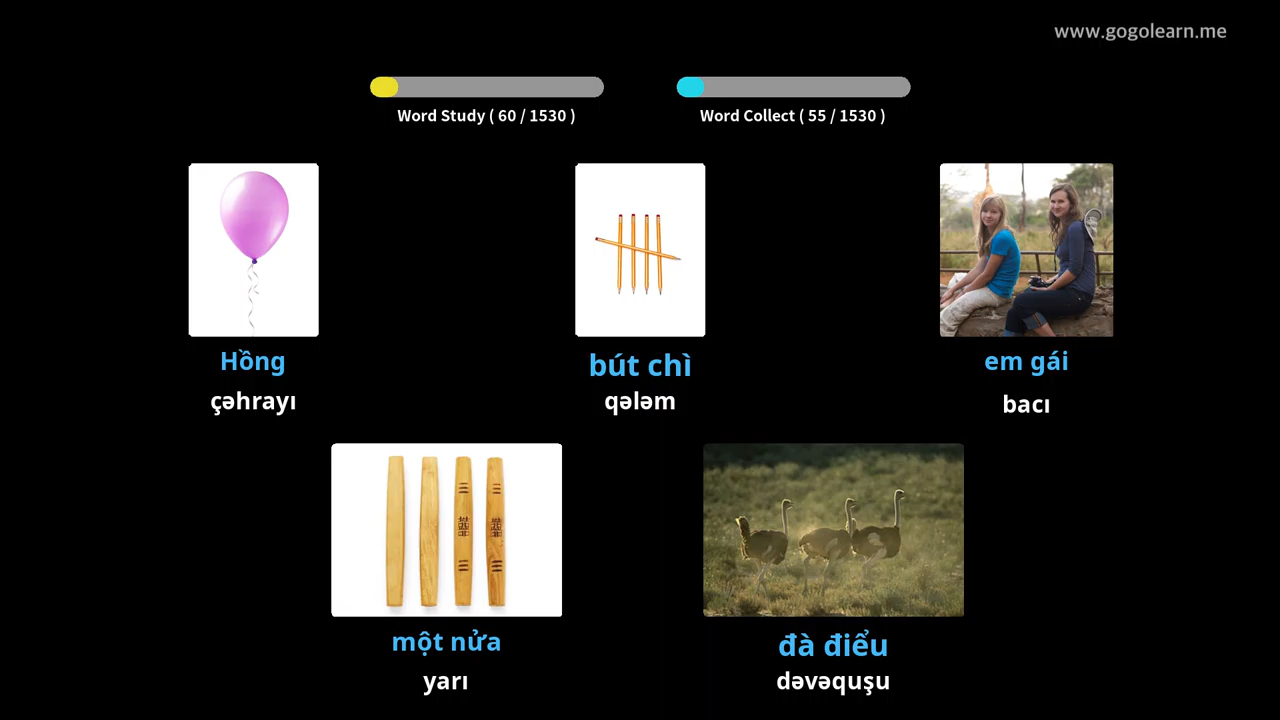 www.gogolearn.me
Word Study ( 60 / 1530 )
Word Collect ( 55 / 1530 )
Hồng
çəhrayı
bút chì
qələm
em gái
bacı
một nửa
yarı
đà điểu
dəvəquşu